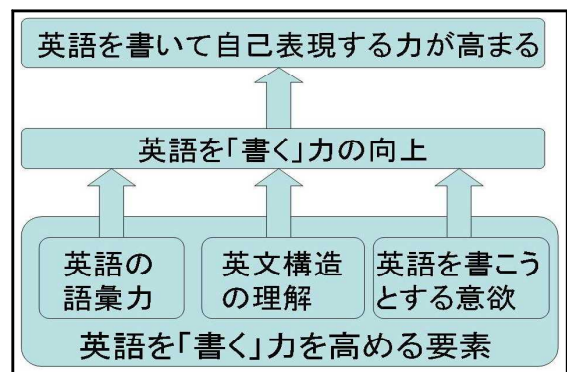 英語を書いて自己表現する力が高まる
英語を「書く」力の向上
英語の
語彙力
英文構造
の理解
英語を書こう
とする意欲
英語を「書く」力を高める要素